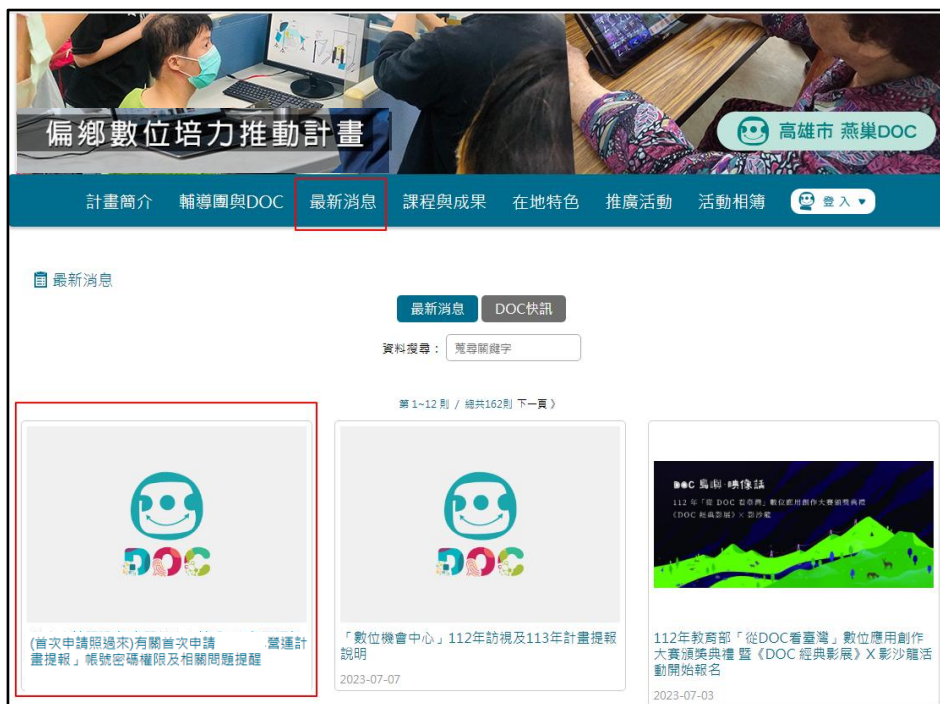 偏鄉數位培力推動計畫
高雄市 燕巢DOC
計畫簡介 輔導團與DOC 最新消息 課程與成果 在地特色 推廣活動 活動相簿 登入
最新消息
最新消息 DOC快訊
資料搜尋： 蒐尋關鍵字
第 1~12 則 / 總共162則 下一頁 》
DOC
(首次申請照過來)有關首次申請 營運計
畫提報」帳號密碼權限及相關問題提醒
DOC
「數位機會中心」112年訪視及113年計畫提報
說明
2023-07-07
112 年「從 DOC 看臺灣」數位應用創作大賽頒獎典禮
《DOC 經典影展》× 影沙龍
112年教育部「從DOC看臺灣」數位應用創作
大賽頒獎典禮 暨《DOC 經典影展》X 影沙龍活
動開始報名
2023-07-03